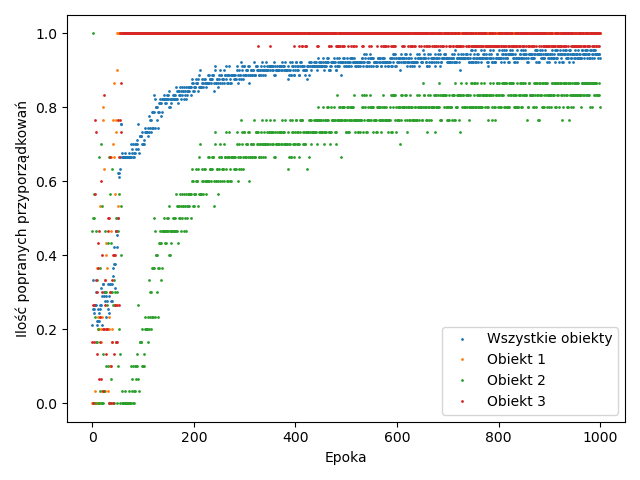 1.0
0.8
0.6
0.4
0.2
0.0
Ilość popranych przyporządkowań
Wszystkie obiekty
Obiekt 1
Obiekt 2
Obiekt 3
0 200 400 600 800 1000
Epoka